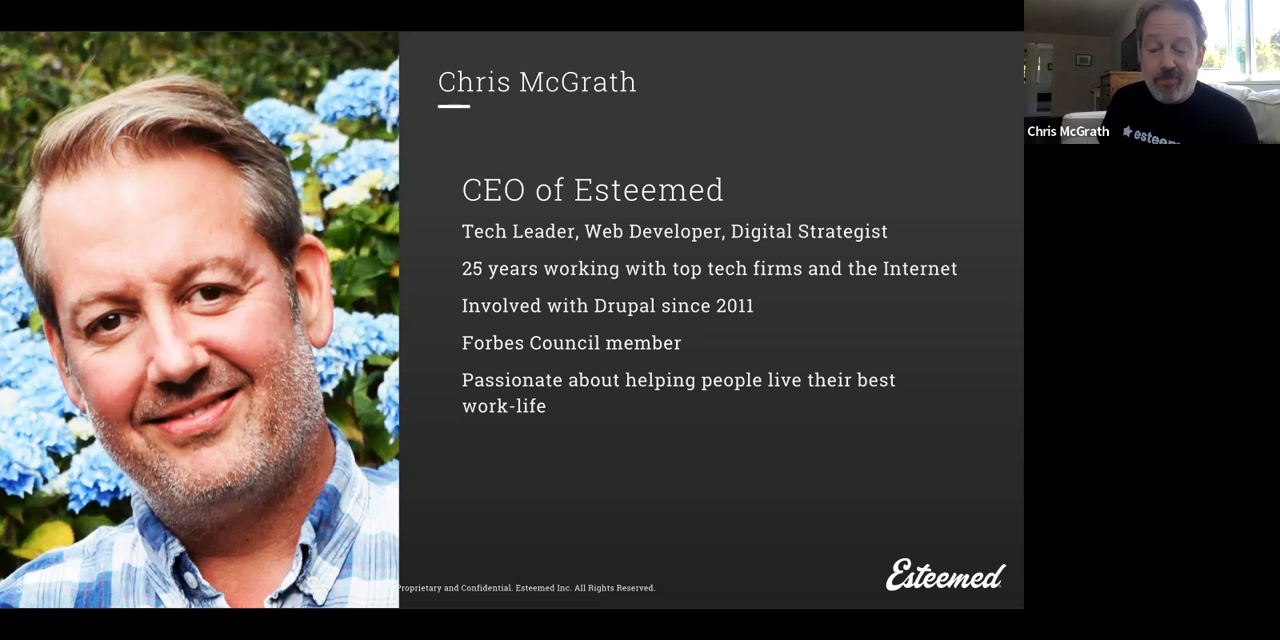 Chris McGrath
CEO of Esteemed
Tech Leader, Web Developer, Digital Strategist
25 years working with top tech firms and the Internet
Involved with Drupal since 2011
Forbes Council member
Passionate about helping people live their best
work-life
Proprietary and Confidential. Esteemed Inc. All Rights Reserved.
Esteemed
Chris McGrath